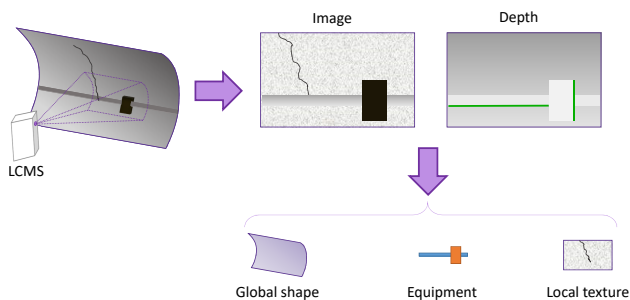 Image
Depth
LCMS
Global shape
Equipment
Local texture